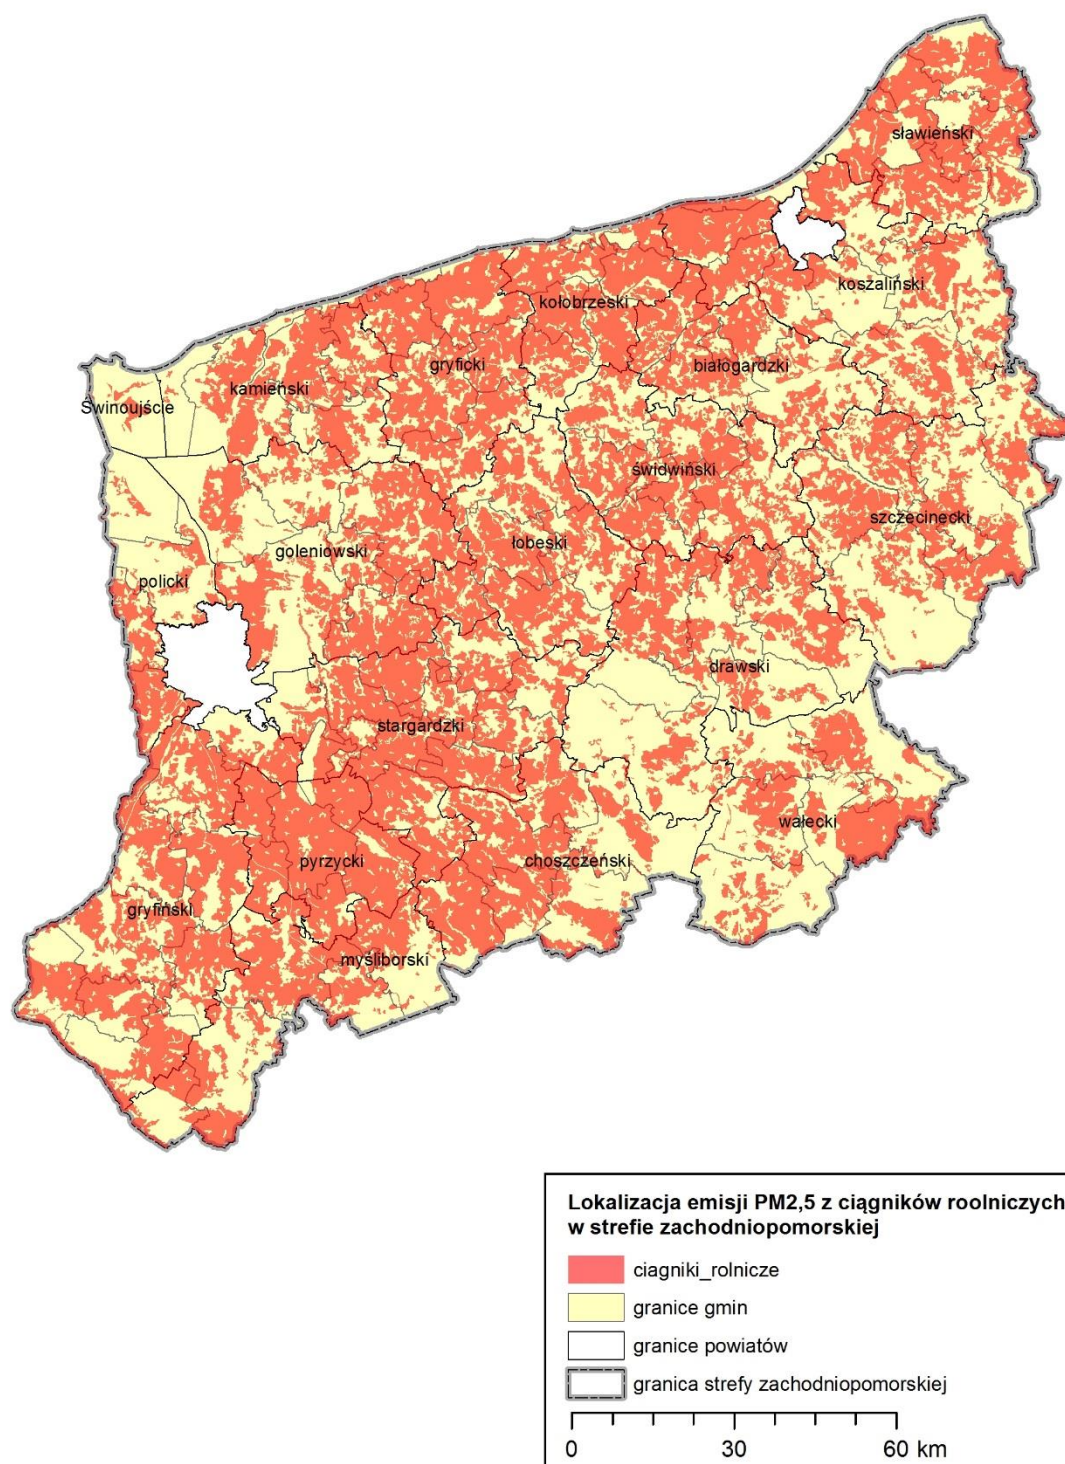 sławieński
koszaliński
kołobrzeski
białogardzki
gryficki
kamieński
Świnoujście
świdwiński
szczecinecki
łobeski
goleniowski
policki
drawski
stargardzki
wałecki
choszczeński
pyrzycki
gryfiński
myśliborski
Lokalizacja emisji PM2,5 z ciągników roolniczych
w strefie zachodniopomorskiej
ciagniki_rolnicze
granice gmin
granice powiatów
granica strefy zachodniopomorskiej
0 30 60 km